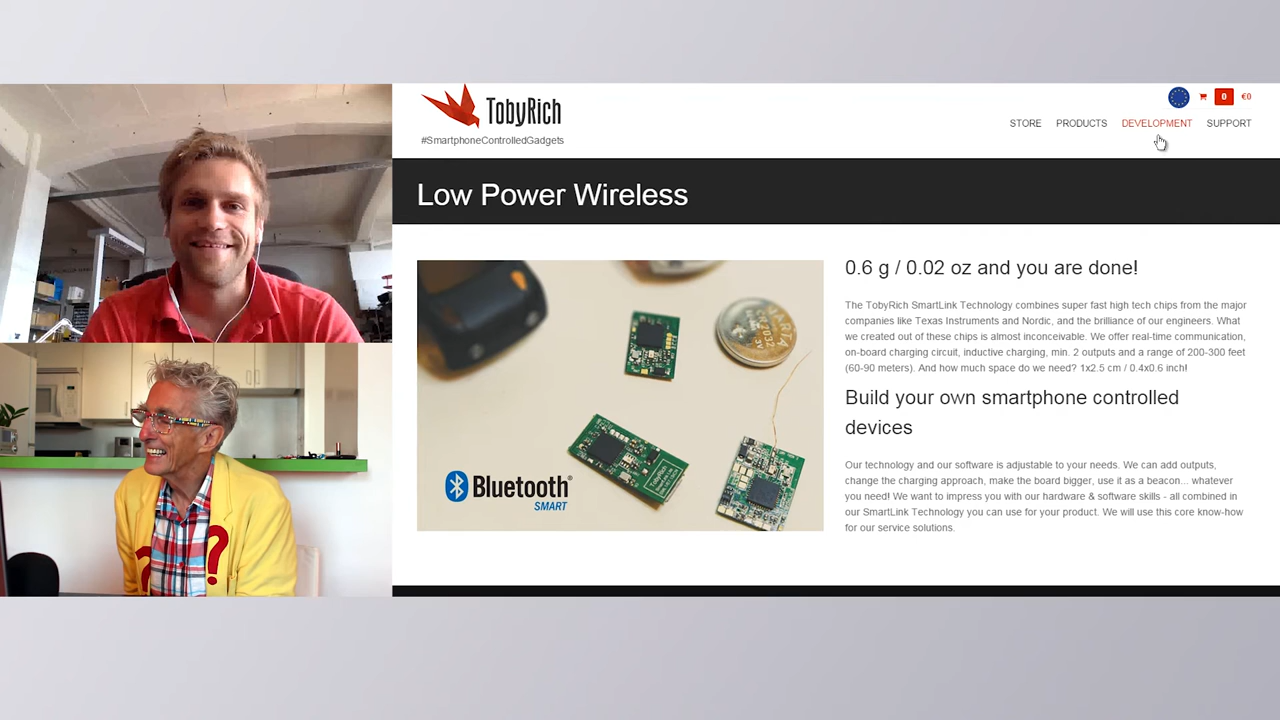 TobyRich
#SmartphoneControlledGadgets
0 €0
STORE PRODUCTS DEVELOPMENT SUPPORT
Low Power Wireless
0.6 g / 0.02 oz and you are done!
The TobyRich SmartLink Technology combines super fast high tech chips from the major
companies like Texas Instruments and Nordic, and the brilliance of our engineers. What
we created out of these chips is almost inconceivable. We offer real-time communication,
on-board charging circuit, inductive charging, min. 2 outputs and a range of 200-300 feet
(60-90 meters). And how much space do we need? 1x2.5 cm / 0.4x0.6 inch!
Build your own smartphone controlled
devices
Our technology and our software is adjustable to your needs. We can add outputs,
change the charging approach, make the board bigger, use it as a beacon... whatever
you need! We want to impress you with our hardware & software skills - all combined in
our SmartLink Technology you can use for your product. We will use this core know-how
for our service solutions.
Bluetooth®
SMART
? ?